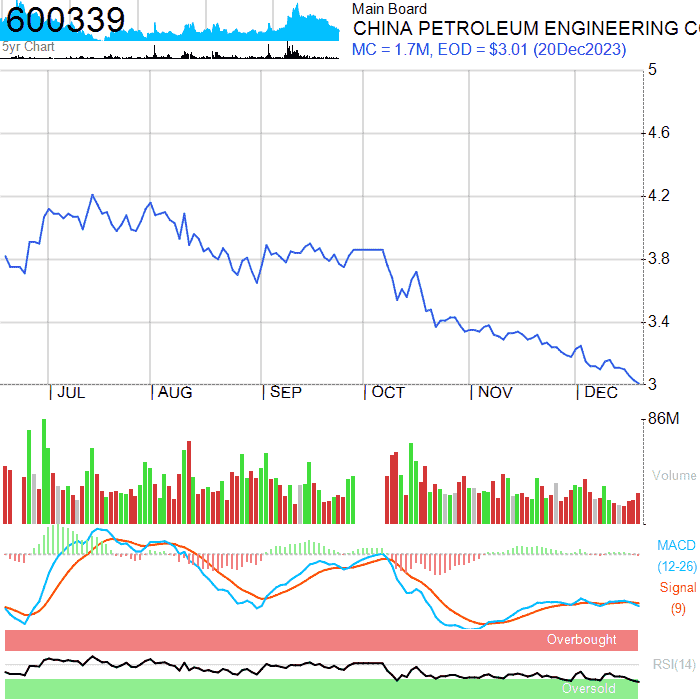 600339
5yr Chart
Main Board
CHINA PETROLEUM ENGINEERING
MC = 1.7M, EOD = $3.01 (20Dec2023)
5
4.6
4.2
3.8
3.4
3
JUL
AUG
SEP
OCT
NOV
DEC
86M
Volume
MACD
(12-26)
Signal
(9)
Overbought
RSI(14)
Oversold